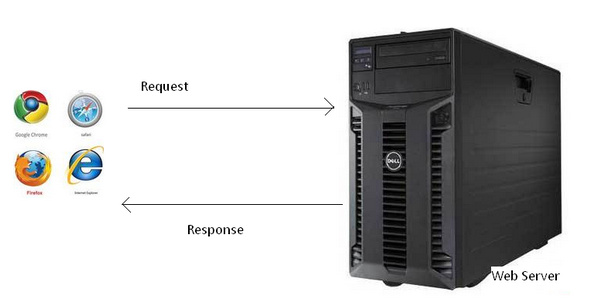 Request
Google Chrome
safari
Firefox
Internet Explorer
DELL
Response
Web Server